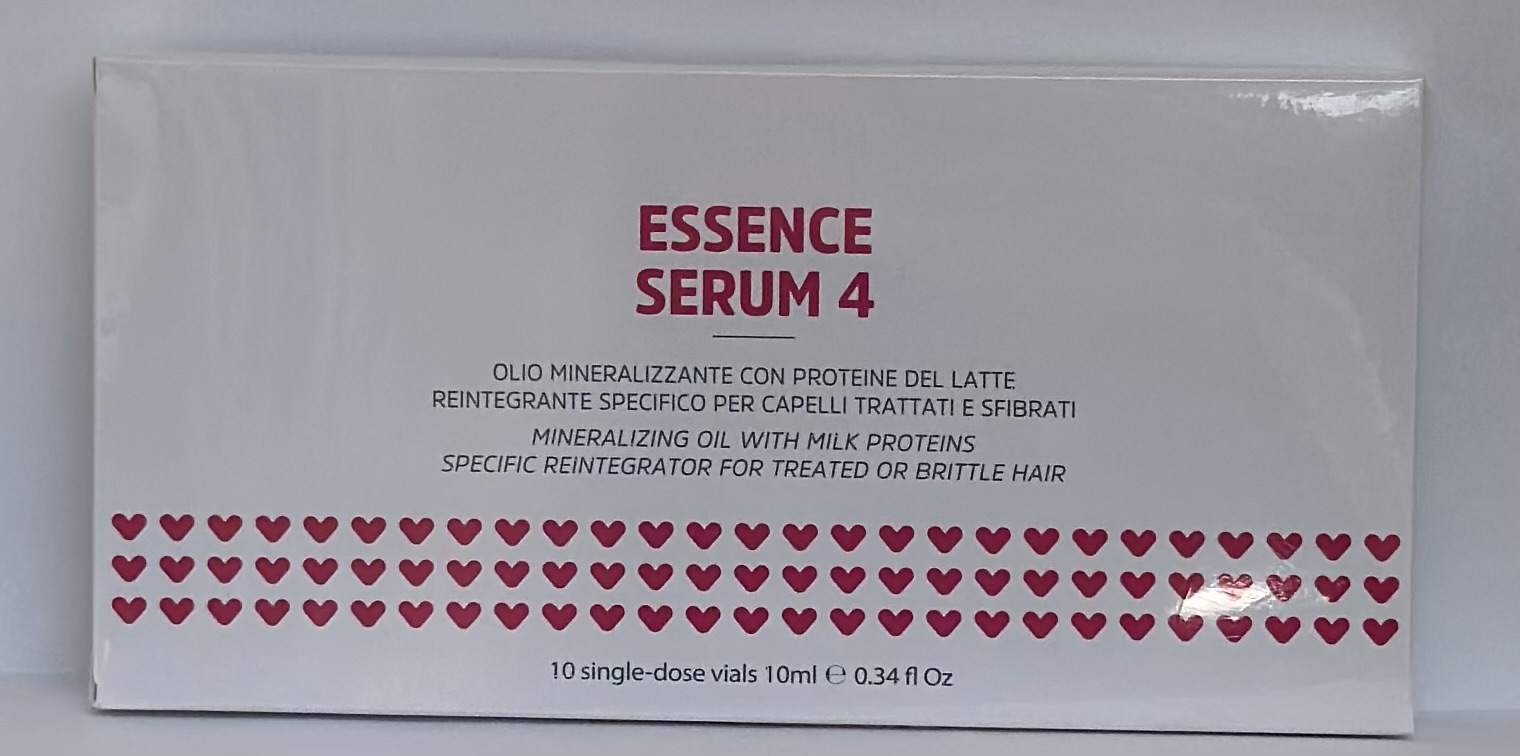 ESSENCE
SERUM 4
OLIO MINERALIZZANTE CON PROTEINE DEL LATTE
REINTEGRANTE SPECIFICO PER CAPELLI TRATTATI E SFIBRATI
MINERALIZING OIL WITH MILK PROTEINS
SPECIFIC REINTEGRATOR FOR TREATED OR BRITTLE HAIR
10 single-dose vials 10ml ℮ 0.34 fl Oz